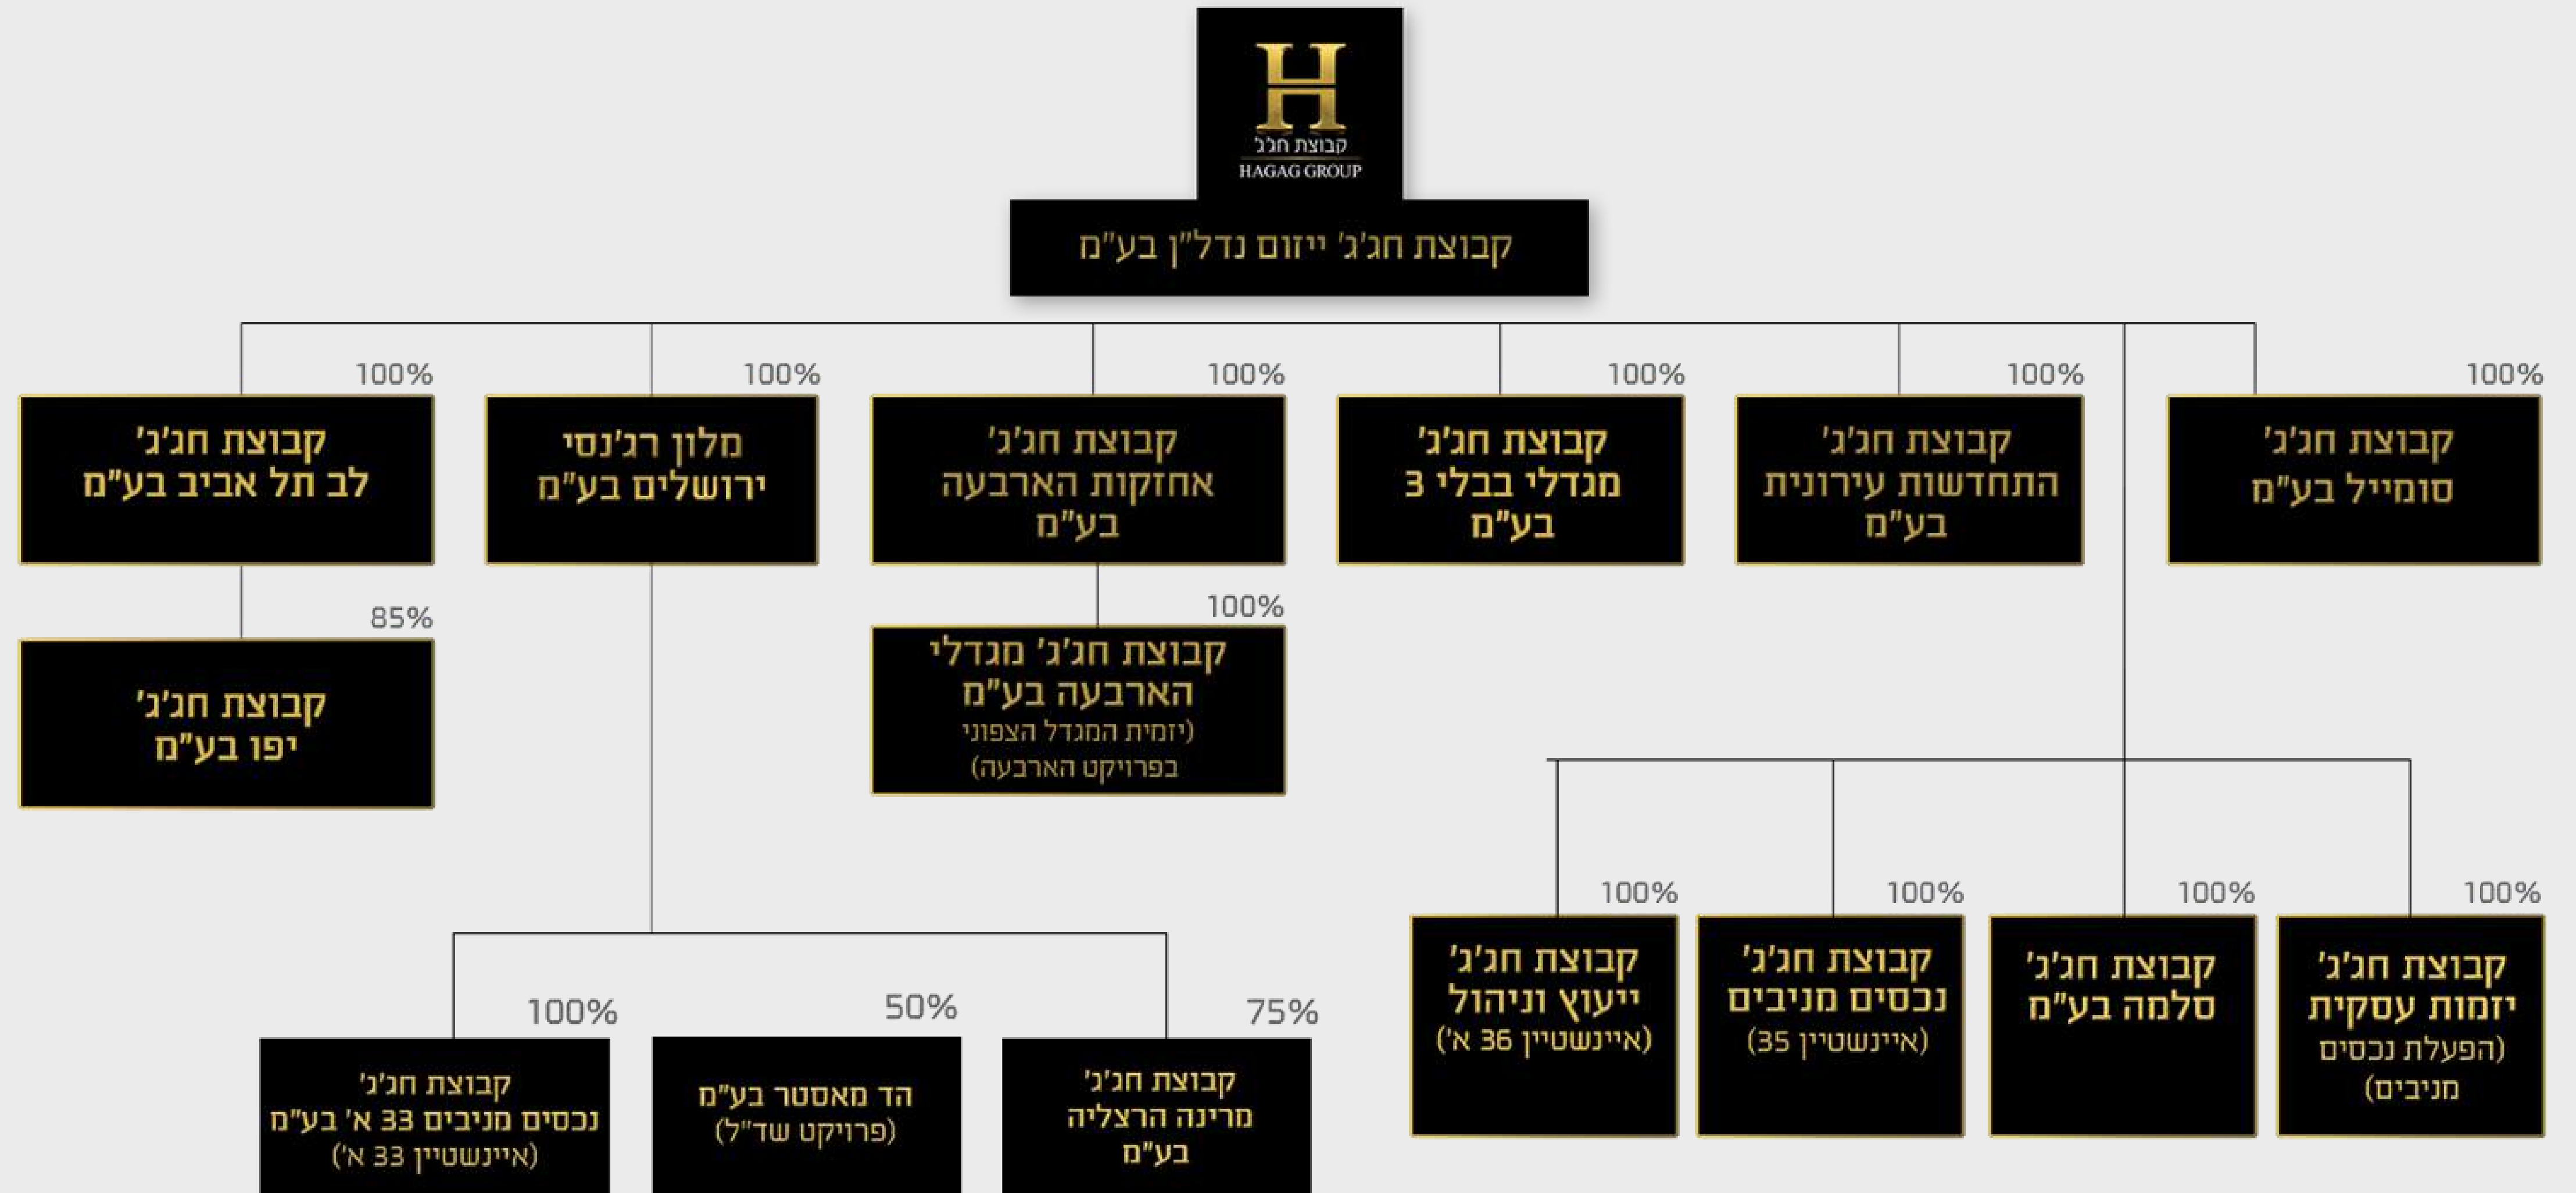 קבוצת חג'ג'
HAGAG GROUP
קבוצת חג'ג' ייזום נדל"ן בע"מ
100%
קבוצת חג'ג'
סומייל בע"מ
100%
קבוצת חג'ג'
התחדשות עירונית
בע"מ
100%
קבוצת חג'ג'
מגדלי בבלי 3
בע"מ
100%
קבוצת חג'ג'
אחזקות הארבעה
בע"מ
100%
מלון רג'נסי
ירושלים בע"מ
100%
קבוצת חג'ג'
לב תל אביב בע"מ
100%
קבוצת חג'ג' מגדלי
הארבעה בע"מ
(יזמית המגדל הצפוני
בפרויקט הארבעה)
85%
קבוצת חג'ג'
יפו בע"מ
100%
קבוצת חג'ג'
יזמות עסקית
(הפעלת נכסים
מניבים)
100%
קבוצת חג'ג'
סלמה בע"מ
100%
קבוצת חג'ג'
נכסים מניבים
(איינשטיין 35)
100%
קבוצת חג'ג'
ייעוץ וניהול
(איינשטיין 36 א')
75%
קבוצת חג'ג'
מרינה הרצליה
בע"מ
50%
הד מאסטר בע"מ
(פרויקט שד"ל)
100%
קבוצת חג'ג'
נכסים מניבים 33 א' בע"מ
(איינשטיין 33 א')